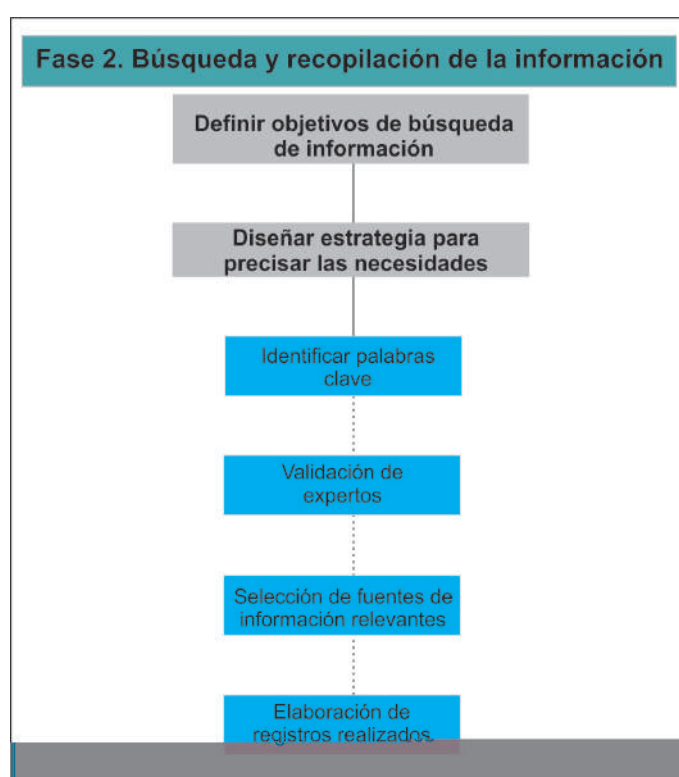 Fase 2. Búsqueda y recopilación de la información
Definir objetivos de búsqueda
de información
Diseñar estrategia para
precisar las necesidades
Identificar palabras
clave
Validación de
expertos
Selección de fuentes de
información relevantes
Elaboración de
registros realizados.